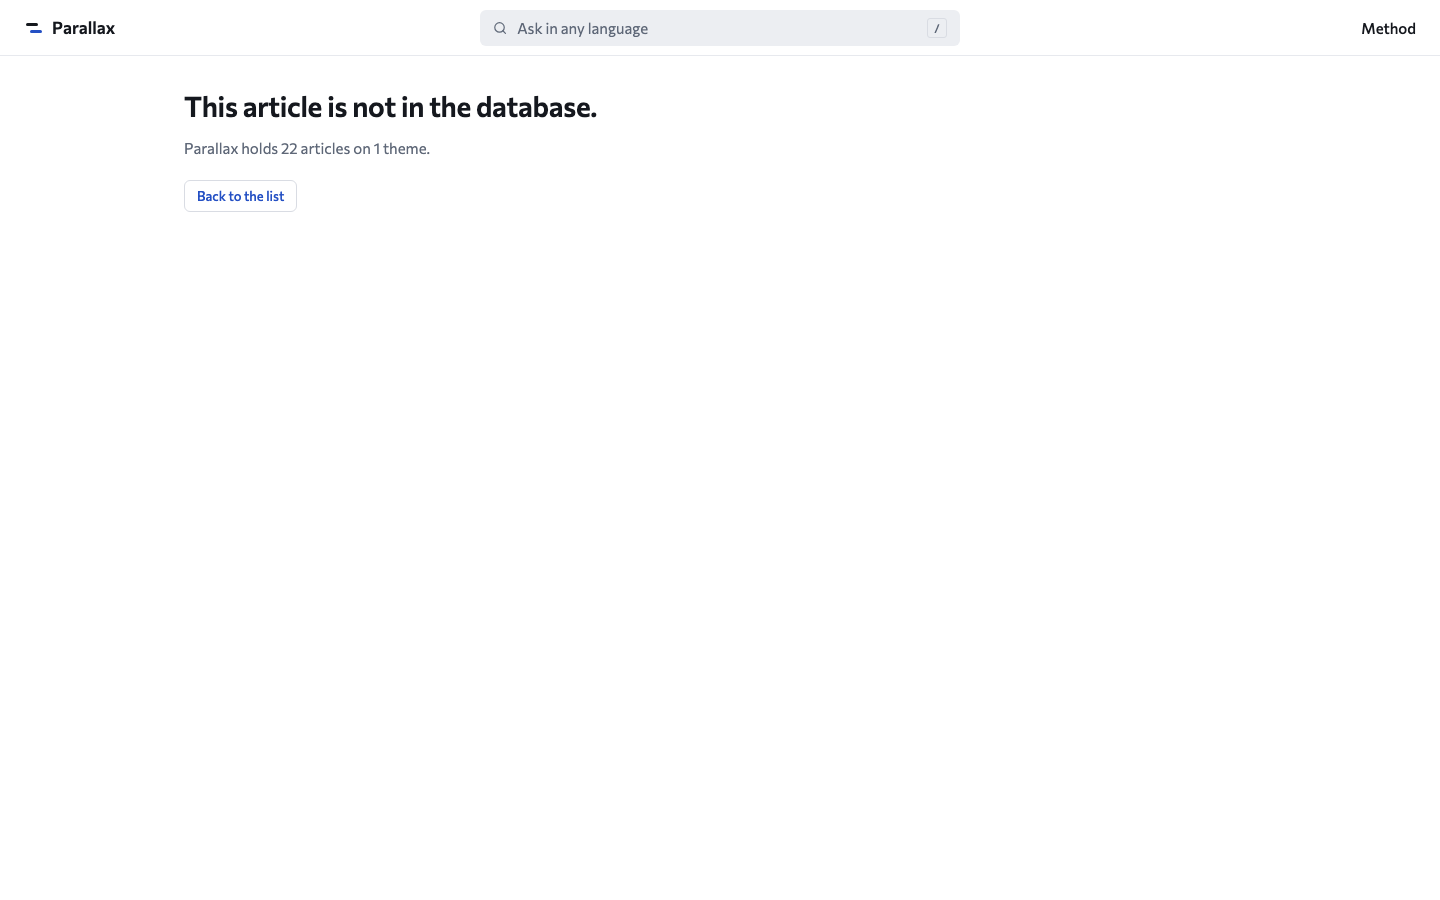 Parallax
Ask in any language
/
Method
This article is not in the database.
Parallax holds 22 articles on 1 theme.
Back to the list